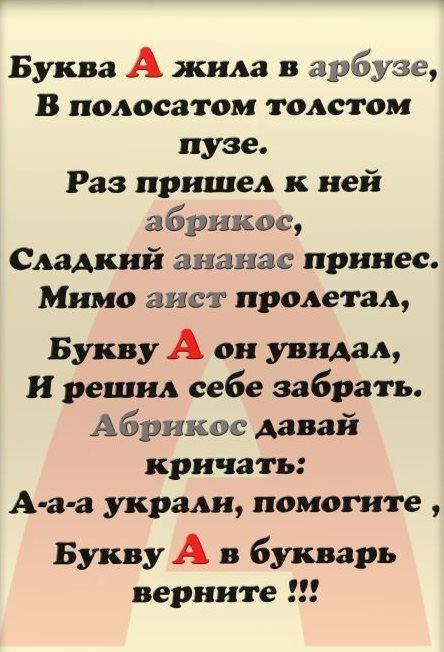 Буква А жила в арбузе,
В полосатом толстом
пузе.
Раз пришел к ней
абрикос,
Сладкий ананас принес.
Мимо аист пролетал,
Букву А он увидал,
И решил себе забрать.
Абрикос давай
кричать:
А-а-а украли, помогите ,
Букву А в букварь
верните !!!